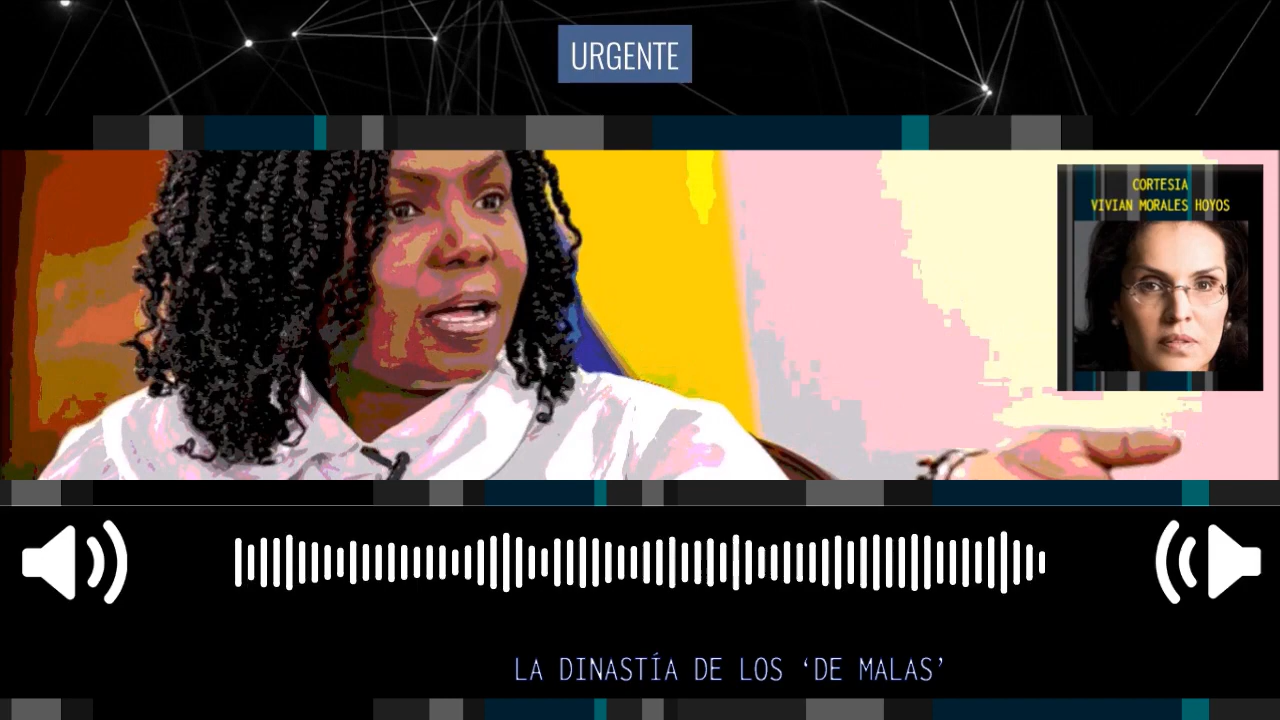 URGENTE
CORTESIA
VIVIAN MORALES HOYOS
LA DINASTÍA DE LOS ‘DE MALAS’